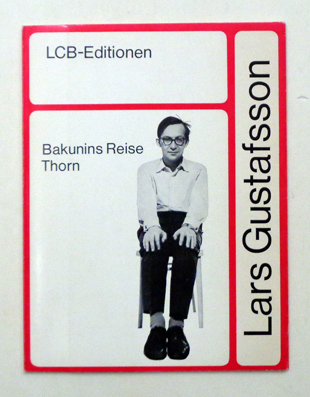 LCB-Editionen
Bakunins Reise
Thorn
Lars Gustafsson